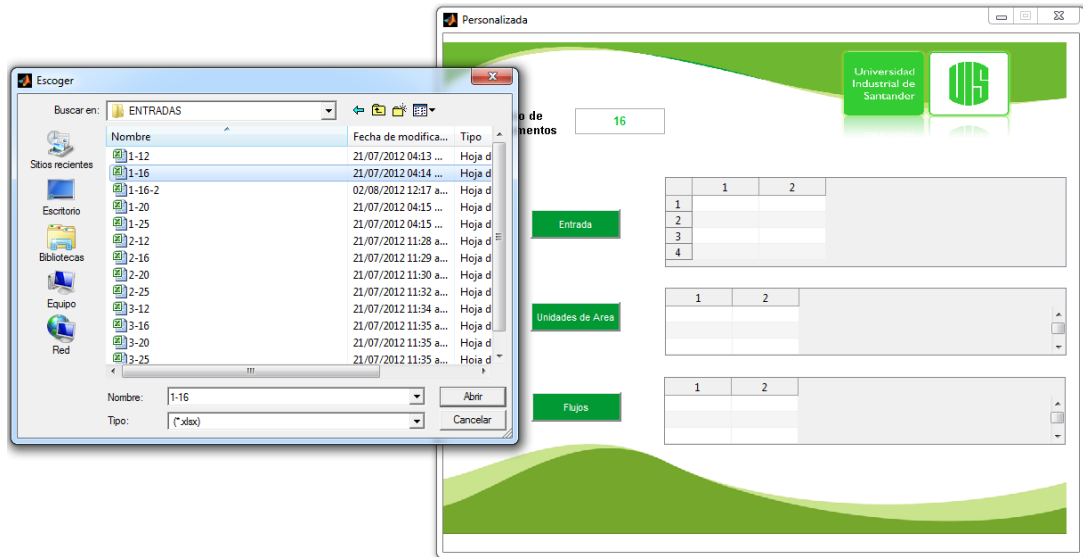 Personalizada
Universidad
Industrial de
Santander
UIS
o de
mentos
16
1 2
1
2
3
4
Entrada
1 2
Unidades de Area
1 2
Flujos
Escoger
Buscar en: ENTRADAS
Sitios recientes
Escritorio
Bibliotecas
Equipo
Red
Nombre Fecha de modifica... Tipo
1-12 21/07/2012 04:13 ... Hoja d
1-16 21/07/2012 04:14 ... Hoja d
1-16-2 02/08/2012 12:17 a... Hoja d
1-20 21/07/2012 04:15 ... Hoja d
1-25 21/07/2012 04:15 ... Hoja d
2-12 21/07/2012 11:28 a... Hoja d
2-16 21/07/2012 11:29 a... Hoja d
2-20 21/07/2012 11:30 a... Hoja d
2-25 21/07/2012 11:32 a... Hoja d
3-12 21/07/2012 11:34 a... Hoja d
3-16 21/07/2012 11:35 a... Hoja d
3-20 21/07/2012 11:35 a... Hoja d
3-25 21/07/2012 11:35 a... Hoja d
Nombre: 1-16 Abrir
Tipo: (*.xlsx) Cancelar